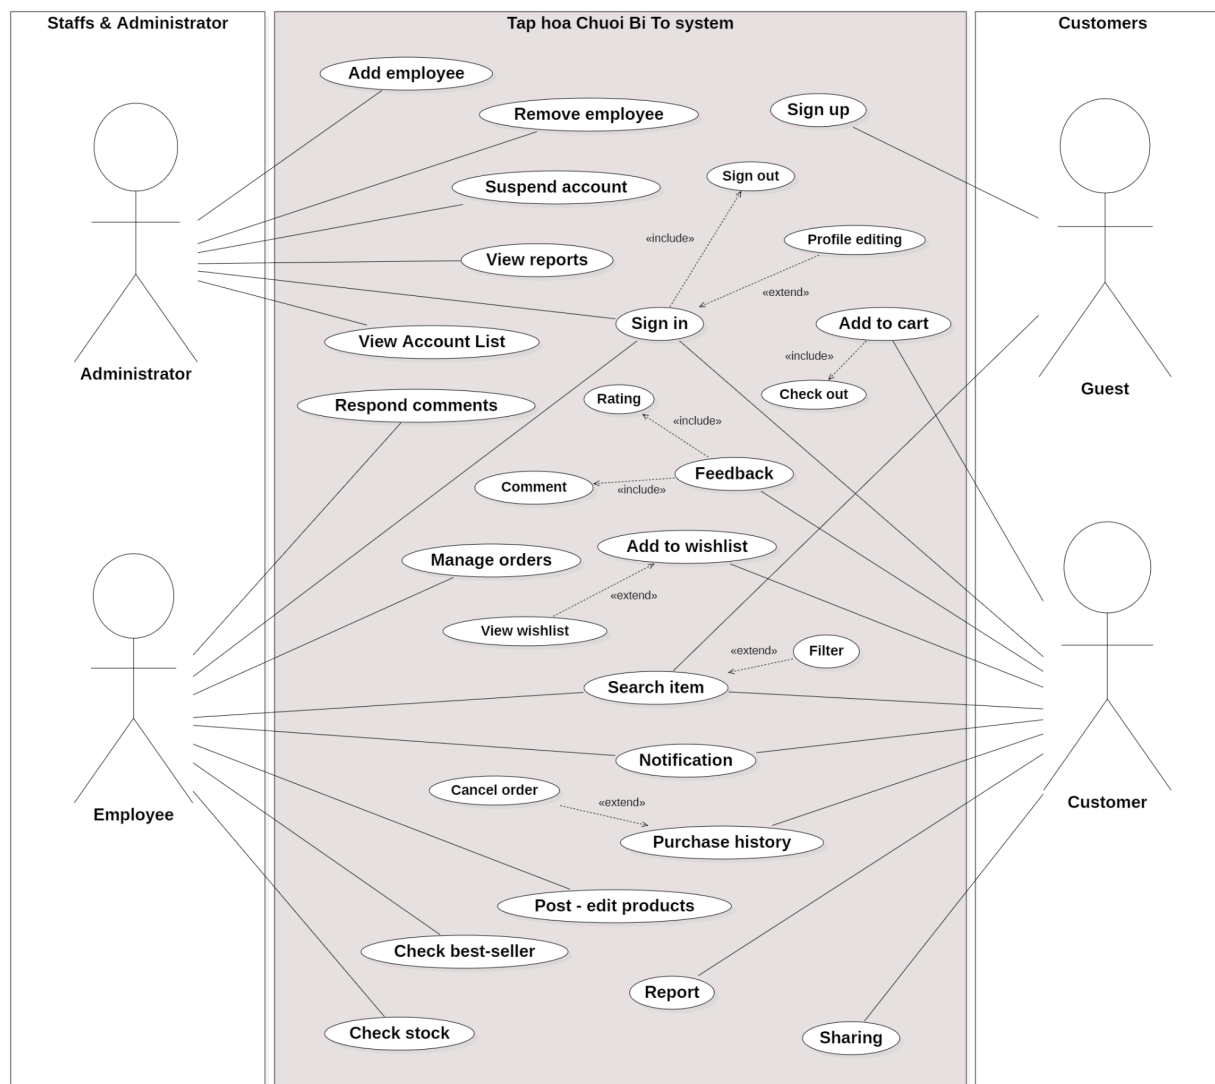 Staffs & Administrator
Tap hoa Chuoi Bi To system
Customers
Add employee
Remove employee
Sign up
Sign out
Suspend account
«include»
Profile editing
View reports
«extend»
Sign in
Add to cart
View Account List
«include»
Administrator
Guest
Check out
Rating
Respond comments
«include»
Feedback
Comment
«include»
Add to wishlist
Manage orders
«extend»
View wishlist
«extend»
Filter
Search item
Notification
Cancel order
«extend»
Customer
Employee
Purchase history
Post - edit products
Check best-seller
Report
Check stock
Sharing